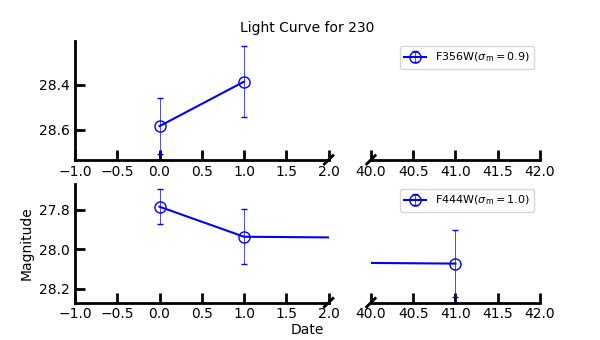 Light Curve for 230
F356W(σm = 0.9)
28.4
28.6
−1.0 −0.5 0.0 0.5 1.0 1.5 2.0 40.0 40.5 41.0 41.5 42.0
F444W(σm = 1.0)
27.8
28.0
28.2
Magnitude
−1.0 −0.5 0.0 0.5 1.0 1.5 2.0 40.0 40.5 41.0 41.5 42.0
Date